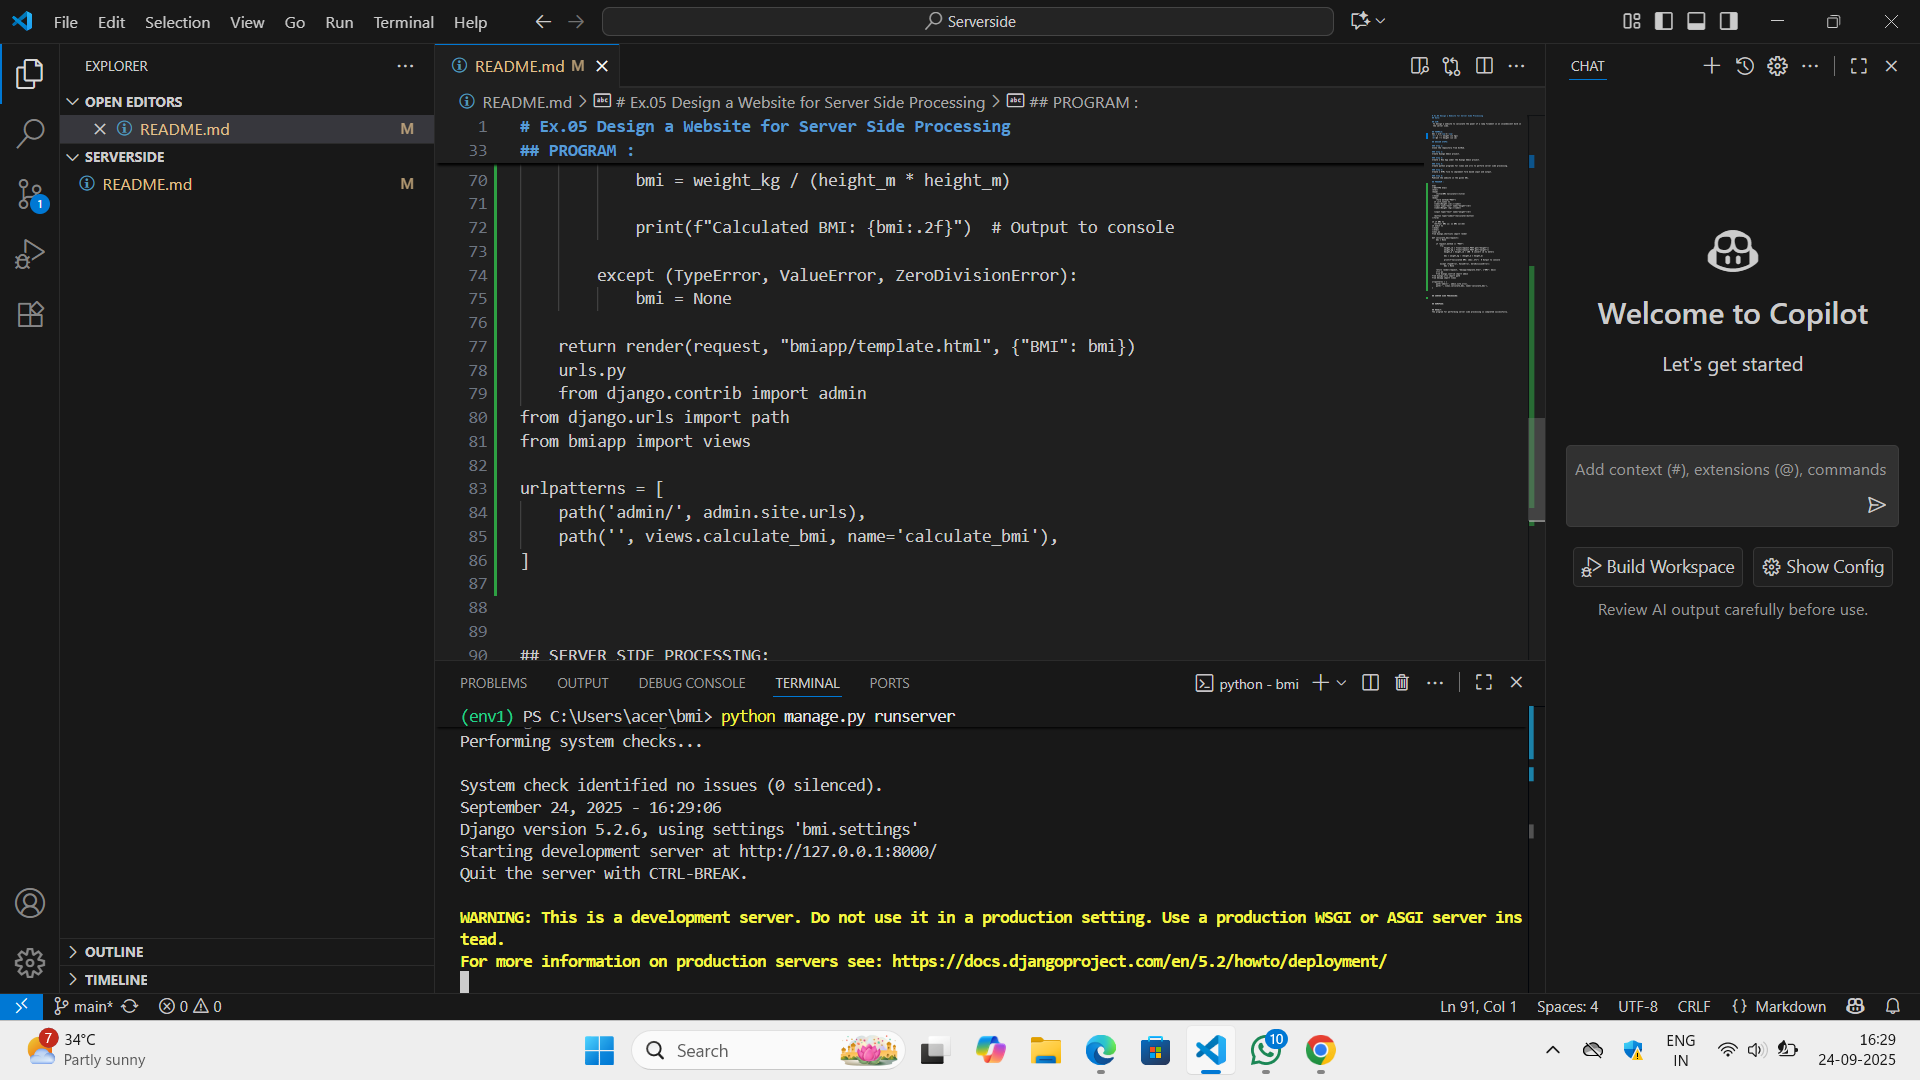 File Edit Selection View Go Run Terminal Help
Serverside
EXPLORER
OPEN EDITORS
README.md M
SERVERSIDE
README.md M
1
README.md M
README.md > # Ex.05 Design a Website for Server Side Processing > ## PROGRAM :
1 # Ex.05 Design a Website for Server Side Processing
33 ## PROGRAM :
70 bmi = weight_kg / (height_m * height_m)
71
72 print(f"Calculated BMI: {bmi:.2f}")  # Output to console
73
74 except (TypeError, ValueError, ZeroDivisionError):
75 bmi = None
76
77 return render(request, "bmiapp/template.html", {"BMI": bmi})
78 urls.py
79 from django.contrib import admin
80 from django.urls import path
81 from bmiapp import views
82
83 urlpatterns = [
84 path('admin/', admin.site.urls),
85 path('', views.calculate_bmi, name='calculate_bmi'),
86 ]
87
88
89
90 ## SERVER SIDE PROCESSING:
PROBLEMS OUTPUT DEBUG CONSOLE TERMINAL PORTS
python - bmi
(env1) PS C:\Users\acer\bmi> python manage.py runserver
Performing system checks...
System check identified no issues (0 silenced).
September 24, 2025 - 16:29:06
Django version 5.2.6, using settings 'bmi.settings'
Starting development server at http://127.0.0.1:8000/
Quit the server with CTRL-BREAK.
WARNING: This is a development server. Do not use it in a production setting. Use a production WSGI or ASGI server ins
tead.
For more information on production servers see: https://docs.djangoproject.com/en/5.2/howto/deployment/
CHAT
Welcome to Copilot
Let's get started
Add context (#), extensions (@), commands
Build Workspace Show Config
Review AI output carefully before use.
OUTLINE
TIMELINE
main* 0 0
Ln 91, Col 1 Spaces: 4 UTF-8 CRLF {} Markdown
7
34°C
Partly sunny
Search
10
ENG
IN
16:29
24-09-2025